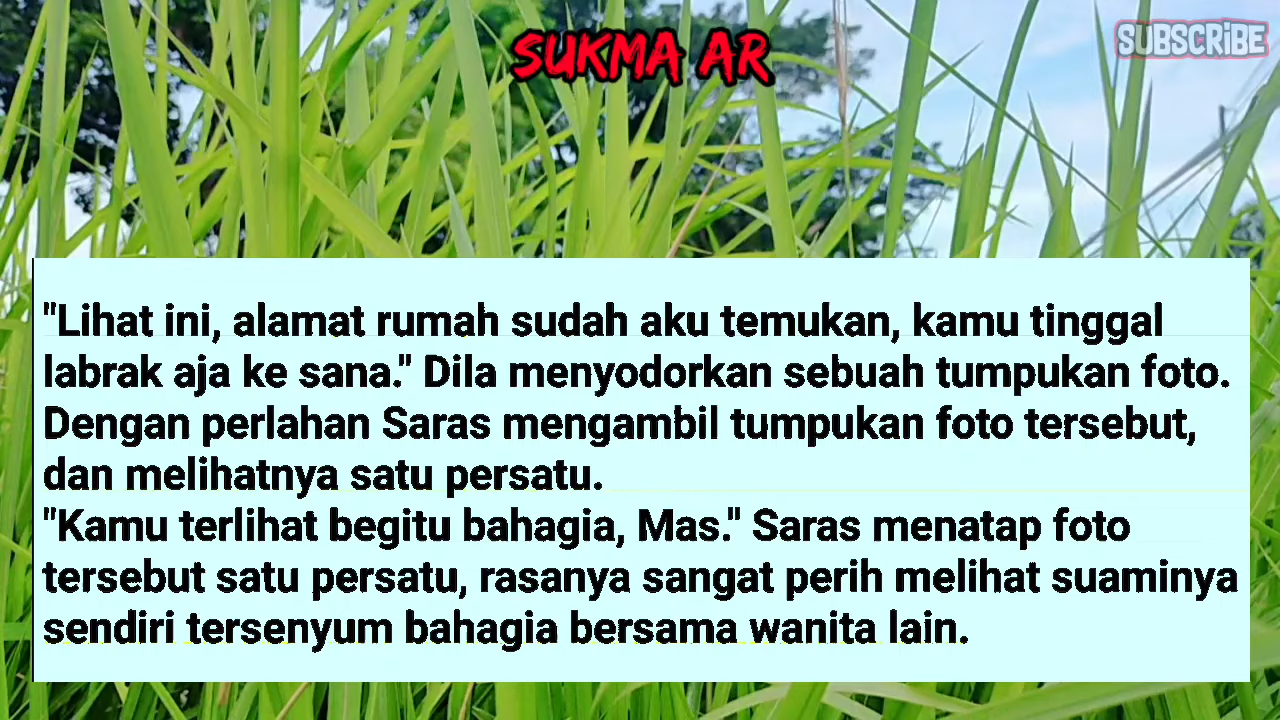 SUKMA AR
SUBSCRIBE
"Lihat ini, alamat rumah sudah aku temukan, kamu tinggal
labrak aja ke sana." Dila menyodorkan sebuah tumpukan foto.
Dengan perlahan Saras mengambil tumpukan foto tersebut,
dan melihatnya satu persatu.
"Kamu terlihat begitu bahagia, Mas." Saras menatap foto
tersebut satu persatu, rasanya sangat perih melihat suaminya
sendiri tersenyum bahagia bersama wanita lain.